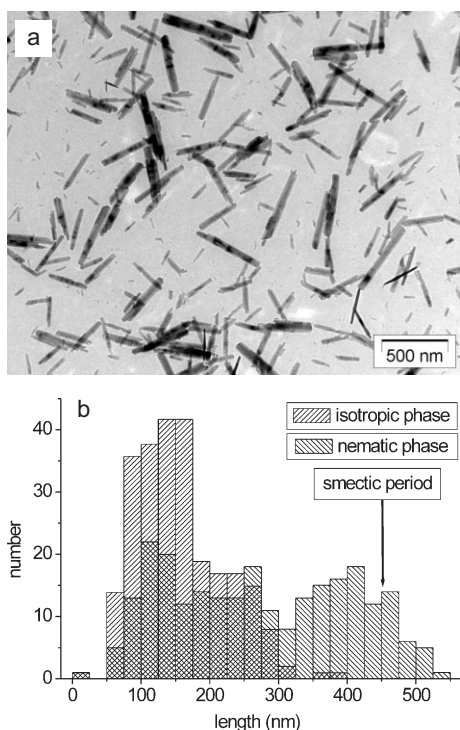 a
500 nm
b
isotropic phase
nematic phase
smectic period
number
40
30
20
10
0
0
100
200
300
400
500
length (nm)